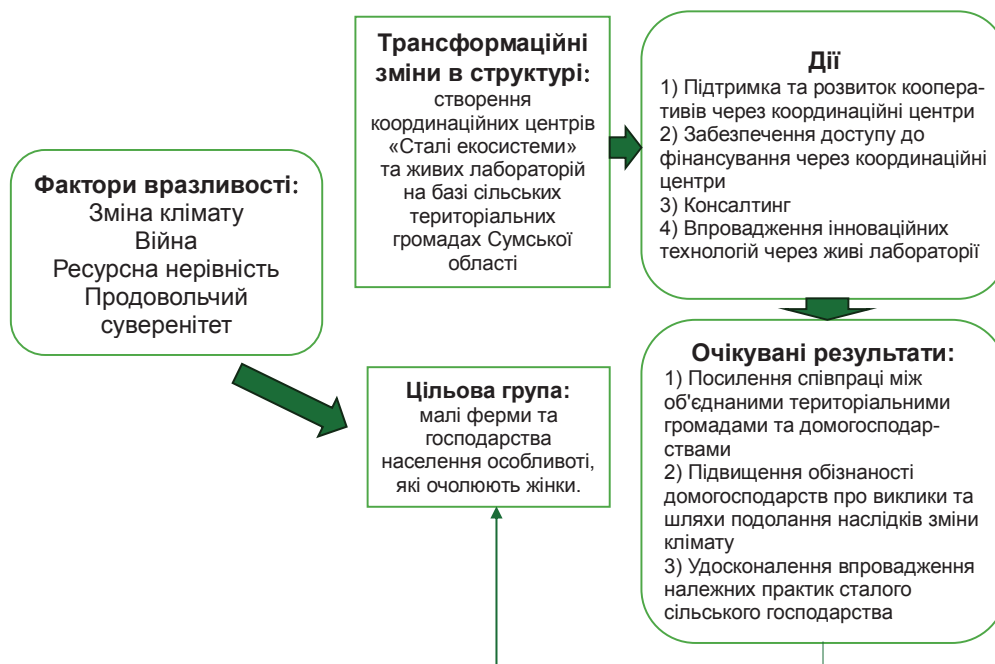 Фактори вразливості:
Зміна клімату
Війна
Ресурсна нерівність
Продовольчий
суверенітет
Трансформаційні
зміни в структурі:
створення
координаційних центрів
«Сталі екосистеми»
та живих лабораторій
на базі сільських
територіальних
громадах Сумської
області
Дії
1) Підтримка та розвиток коопера-
тивів через координаційні центри
2) Забезпечення доступу до
фінансування через координаційні
центри
3) Консалтинг
4) Впровадження інноваційних
технологій через живі лабораторії
Цільова група:
малі ферми та
господарства
населення особливоті,
які очолюють жінки.
Очікувані результати:
1) Посилення співпраці між
об'єднаними територіальними
громадами та домогосподар-
ствами
2) Підвищення обізнаності
домогосподарств про виклики та
шляхи подолання наслідків зміни
клімату
3) Удосконалення впровадження
належних практик сталого
сільського господарства